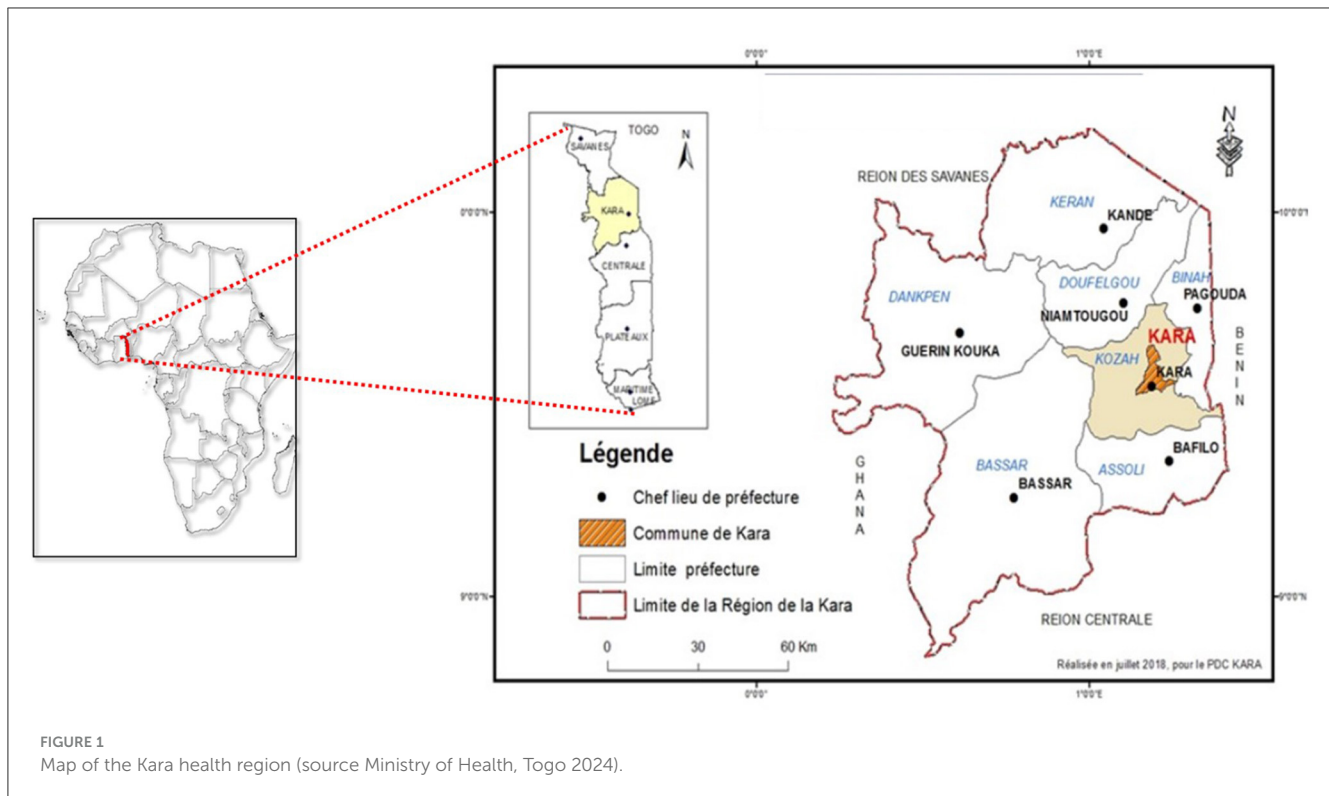 0°0'0"
1°0'0"E
TOGO
N
SAVANES
KARA
CENTRALE
PLATEAUX
MARITIME
LOME
N
REION DES SAVANES
KERAN
KANDE
0°0'0"N
10°0'0"N
DOUFELGOU
BINAH
DANKPEN
NIAMTOUGOU
PAGOUDA
GUERIN KOUKA
KARA
KOZAH
KARA
BENIN
BAFILO
ASSOLI
BASSAR
BASSAR
GHANA
Légende
Chef lieu de préfecture
Commune de Kara
Limite préfecture
Limite de la Région de la Kara
0 30 60 Km
9°0'0"N
9°0'0"N
REION CENTRALE
Réalisée en juillet 2018, pour le PDC KARA
0°0'0"
1°0'0"E
FIGURE 1
Map of the Kara health region (source Ministry of Health, Togo 2024).